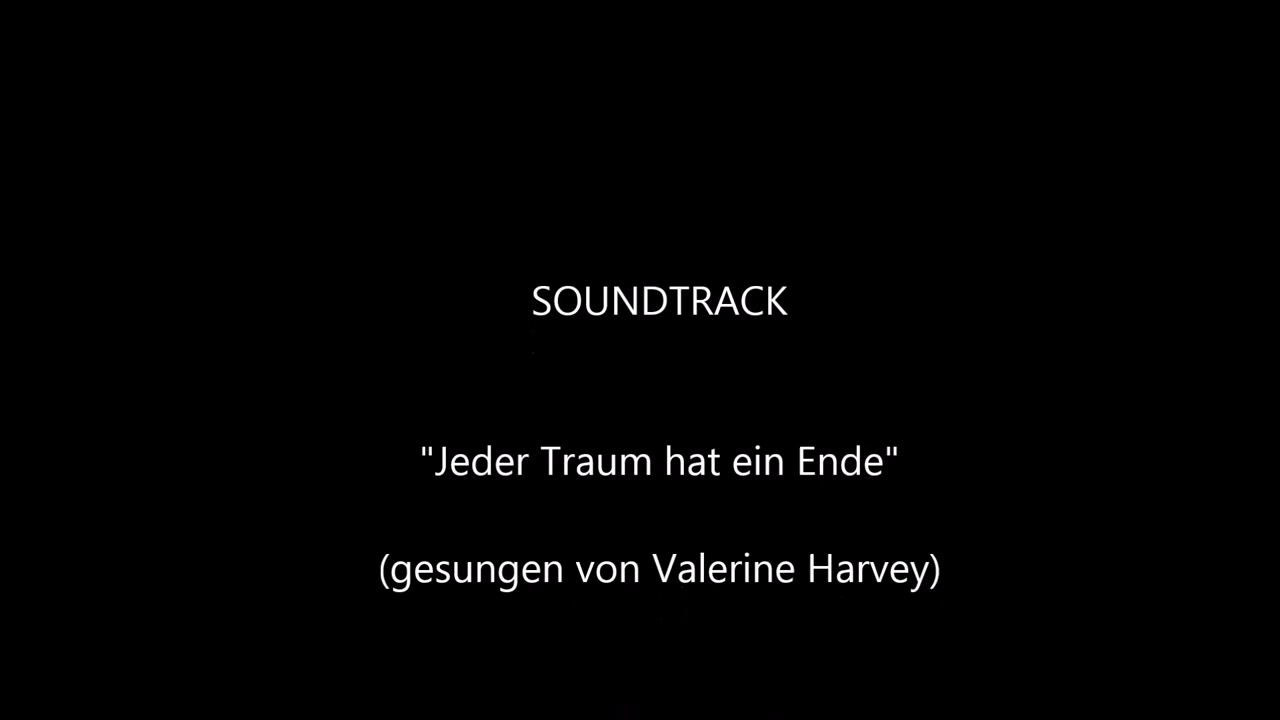 SOUNDTRACK
"Jeder Traum hat ein Ende"
(gesungen von Valerine Harvey)